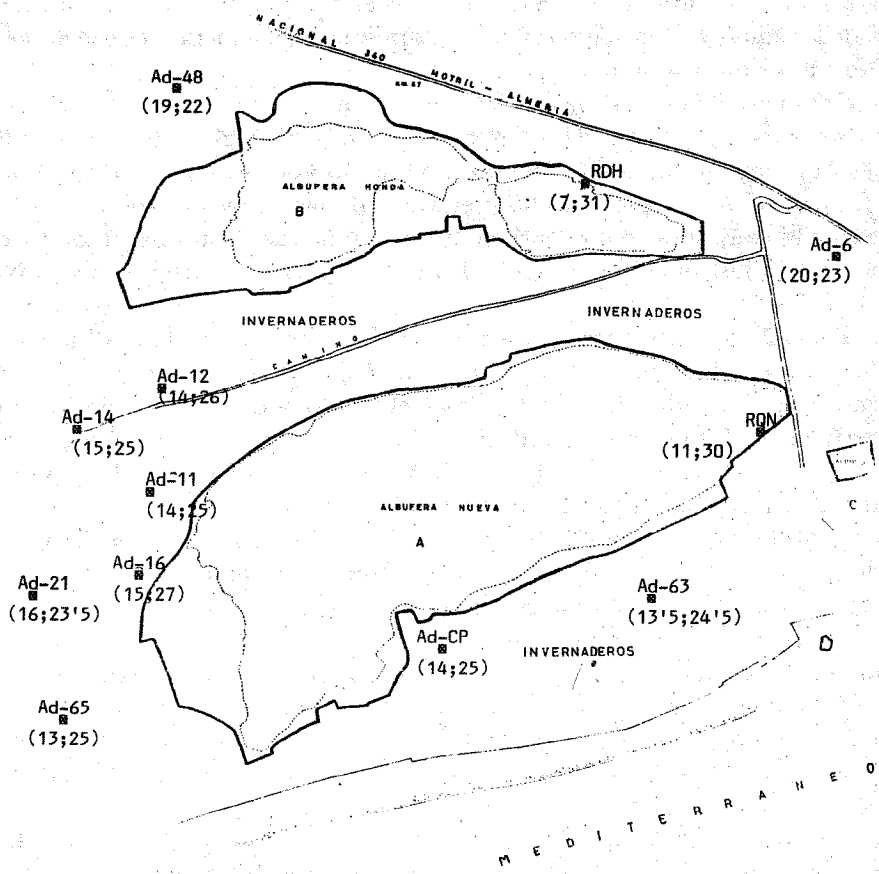 NACIONAL 340 MOTRIL - ALMERIA
Ad-48
(19;22)
ALBUFERA HONDA
B
RDH
(7;31)
Ad-6
(20;23)
INVERNADEROS
INVERNADEROS
CAMINO
Ad-12
(14;26)
Ad-14
(15;25)
RDN
(11;30)
Ad-11
(14;25)
ALBUFERA NUEVA
A
C
Ad-16
(15;27)
Ad-21
(16;23'5)
Ad-63
(13'5;24'5)
Ad-CP
(14;25)
INVERNADEROS
D
Ad-65
(13;25)
MEDITERRANEO